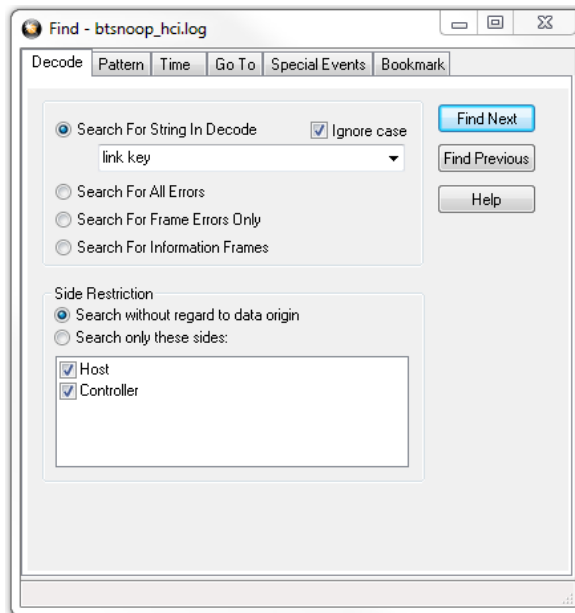 Find - btsnoop_hci.log
Decode Pattern Time Go To Special Events Bookmark
Search For String In Decode Ignore case Find Next
link key Find Previous
Search For All Errors Help
Search For Frame Errors Only
Search For Information Frames
Side Restriction
Search without regard to data origin
Search only these sides:
Host
Controller